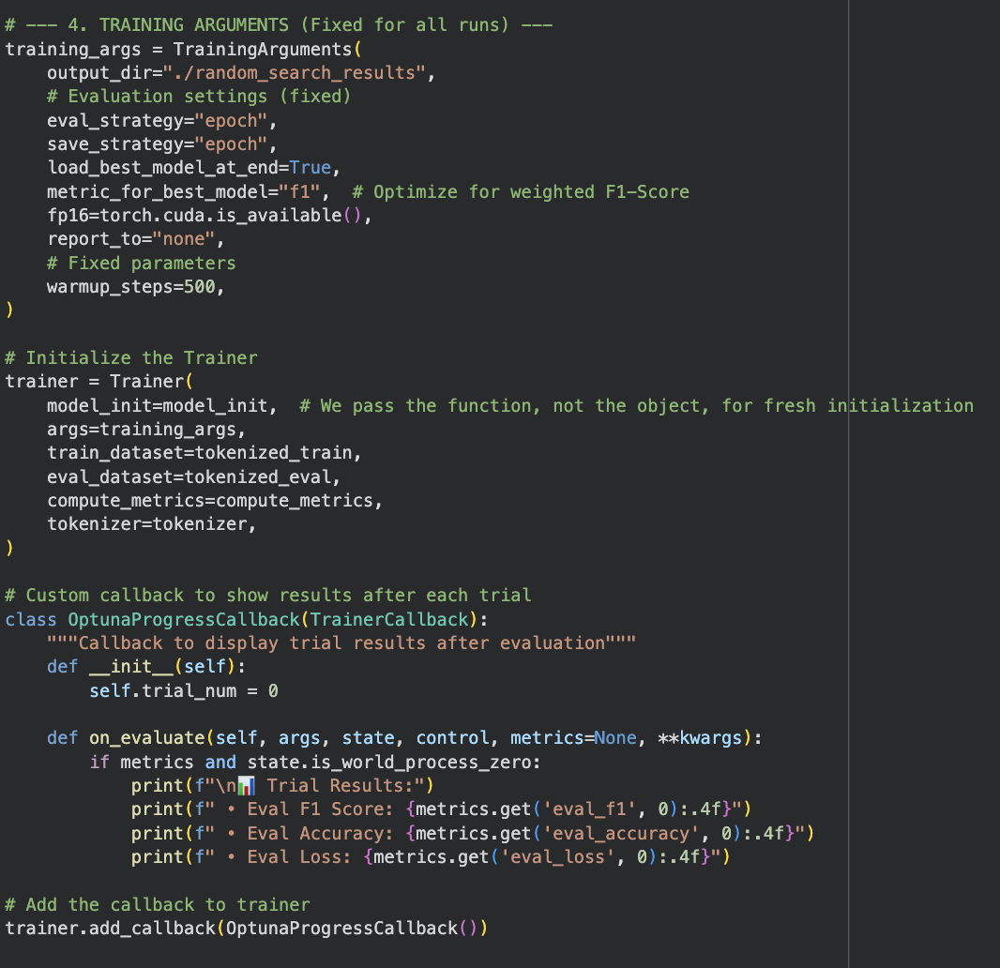 # --- 4. TRAINING ARGUMENTS (Fixed for all runs) ---
training_args = TrainingArguments(
    output_dir="./random_search_results",
    # Evaluation settings (fixed)
    eval_strategy="epoch",
    save_strategy="epoch",
    load_best_model_at_end=True,
    metric_for_best_model="f1",  # Optimize for weighted F1-Score
    fp16=torch.cuda.is_available(),
    report_to="none",
    # Fixed parameters
    warmup_steps=500,
)

# Initialize the Trainer
trainer = Trainer(
    model_init=model_init,  # We pass the function, not the object, for fresh initialization
    args=training_args,
    train_dataset=tokenized_train,
    eval_dataset=tokenized_eval,
    compute_metrics=compute_metrics,
    tokenizer=tokenizer,
)

# Custom callback to show results after each trial
class OptunaProgressCallback(TrainerCallback):
    """Callback to display trial results after evaluation"""
    def __init__(self):
        self.trial_num = 0

    def on_evaluate(self, args, state, control, metrics=None, **kwargs):
        if metrics and state.is_world_process_zero:
            print(f"\n📊 Trial Results:")
            print(f" • Eval F1 Score: {metrics.get('eval_f1', 0):.4f}")
            print(f" • Eval Accuracy: {metrics.get('eval_accuracy', 0):.4f}")
            print(f" • Eval Loss: {metrics.get('eval_loss', 0):.4f}")

# Add the callback to trainer
trainer.add_callback(OptunaProgressCallback())